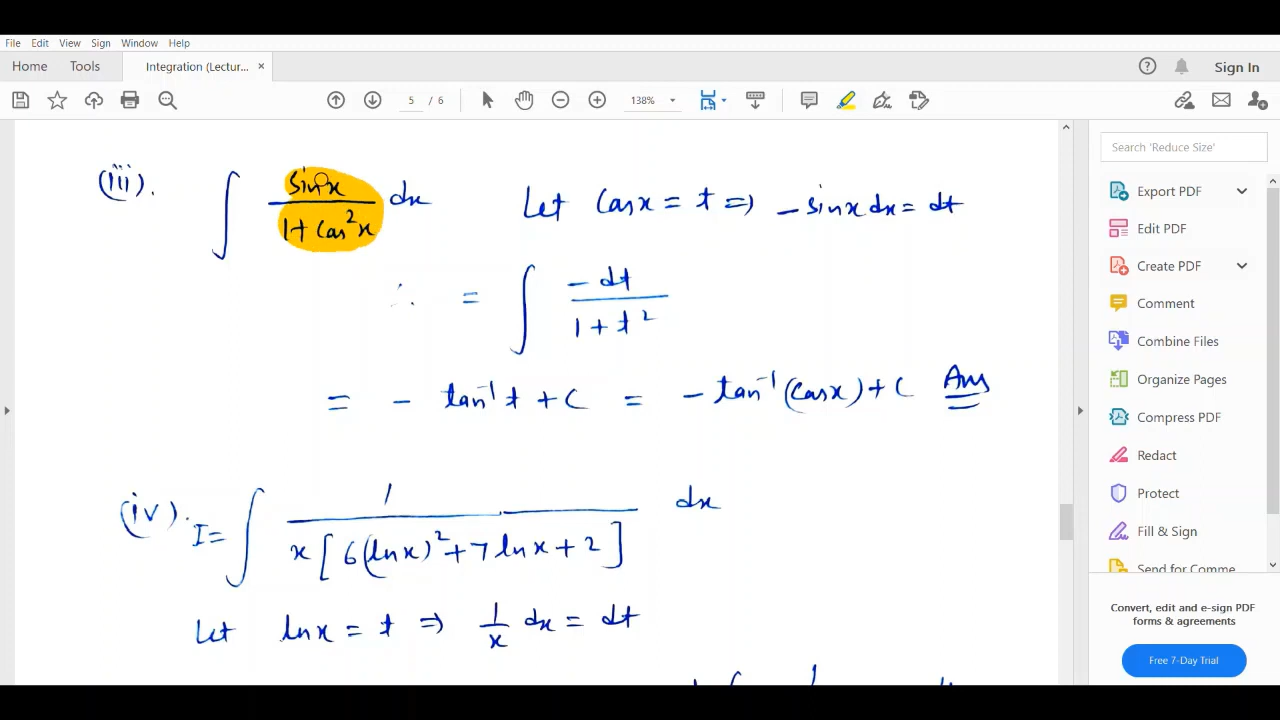 File Edit View Sign Window Help
Home Tools Integration (Lectur... × Sign In
5 / 6 138%
Search 'Reduce Size'
Export PDF
Edit PDF
Create PDF
Comment
Combine Files
Organize Pages
Compress PDF
Redact
Protect
Fill & Sign
Send for Comme
Convert, edit and e-sign PDF
forms & agreements
Free 7-Day Trial
(iii). ∫ sinx / (1+Cos²x) dx Let Cosx = t ⇒ -sinx dx = dt
∴ = ∫ -dt / (1+t²)
= - tan⁻¹ t + C = - tan⁻¹ (Cosx) + C Ans
(iv). I = ∫ 1 / (x[6(lnx)²+7lnx+2]) dx
Let lnx = t ⇒ 1/x dx = dt